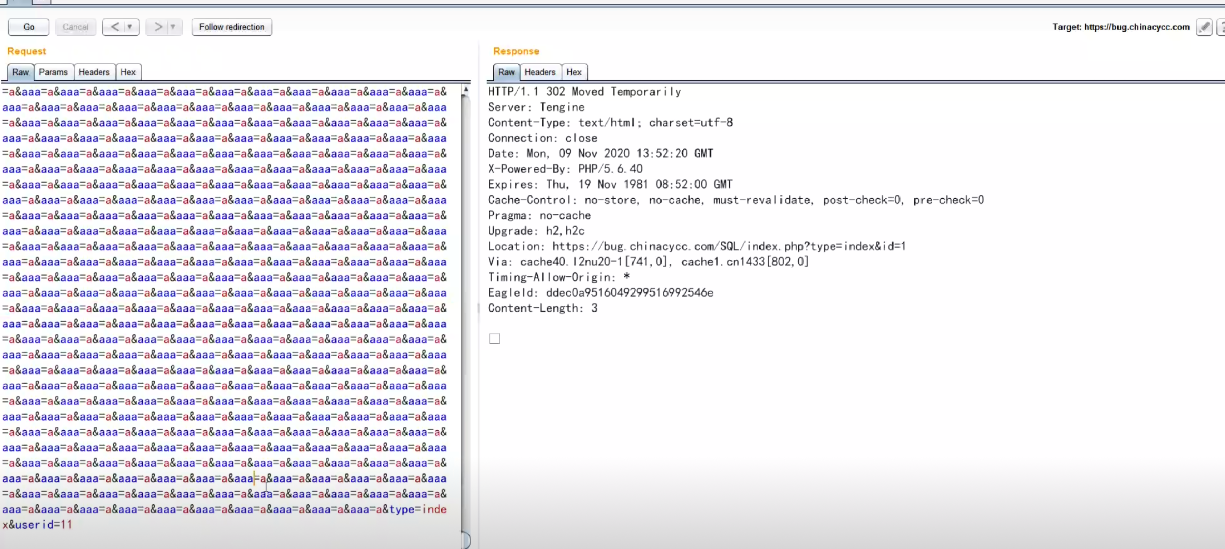 Go
Cancel
<
>
Follow redirection
Target: https://bug.chinacycc.com
Request
Raw
Params
Headers
Hex
=a&aaa=a&aaa=a&aaa=a&aaa=a&aaa=a&aaa=a&aaa=a&aaa=a&aaa=a&aaa=a&aaa=a&
aaa=a&aaa=a&aaa=a&aaa=a&aaa=a&aaa=a&aaa=a&aaa=a&aaa=a&aaa=a&aaa=a&aaa
=a&aaa=a&aaa=a&aaa=a&aaa=a&aaa=a&aaa=a&aaa=a&aaa=a&aaa=a&aaa=a&aaa=a&
aaa=a&aaa=a&aaa=a&aaa=a&aaa=a&aaa=a&aaa=a&aaa=a&aaa=a&aaa=a&aaa=a&aaa
=a&aaa=a&aaa=a&aaa=a&aaa=a&aaa=a&aaa=a&aaa=a&aaa=a&aaa=a&aaa=a&aaa=a&
aaa=a&aaa=a&aaa=a&aaa=a&aaa=a&aaa=a&aaa=a&aaa=a&aaa=a&aaa=a&aaa=a&aaa
=a&aaa=a&aaa=a&aaa=a&aaa=a&aaa=a&aaa=a&aaa=a&aaa=a&aaa=a&aaa=a&aaa=a&
aaa=a&aaa=a&aaa=a&aaa=a&aaa=a&aaa=a&aaa=a&aaa=a&aaa=a&aaa=a&aaa=a&aaa
=a&aaa=a&aaa=a&aaa=a&aaa=a&aaa=a&aaa=a&aaa=a&aaa=a&aaa=a&aaa=a&aaa=a&
aaa=a&aaa=a&aaa=a&aaa=a&aaa=a&aaa=a&aaa=a&aaa=a&aaa=a&aaa=a&aaa=a&aaa
=a&aaa=a&aaa=a&aaa=a&aaa=a&aaa=a&aaa=a&aaa=a&aaa=a&aaa=a&aaa=a&aaa=a&
aaa=a&aaa=a&aaa=a&aaa=a&aaa=a&aaa=a&aaa=a&aaa=a&aaa=a&aaa=a&aaa=a&aaa
=a&aaa=a&aaa=a&aaa=a&aaa=a&aaa=a&aaa=a&aaa=a&aaa=a&aaa=a&aaa=a&aaa=a&
aaa=a&aaa=a&aaa=a&aaa=a&aaa=a&aaa=a&aaa=a&aaa=a&aaa=a&aaa=a&aaa=a&aaa
=a&aaa=a&aaa=a&aaa=a&aaa=a&aaa=a&aaa=a&aaa=a&aaa=a&aaa=a&aaa=a&aaa=a&
aaa=a&aaa=a&aaa=a&aaa=a&aaa=a&aaa=a&aaa=a&aaa=a&aaa=a&aaa=a&aaa=a&aaa
=a&aaa=a&aaa=a&aaa=a&aaa=a&aaa=a&aaa=a&aaa=a&aaa=a&aaa=a&aaa=a&aaa=a&
aaa=a&aaa=a&aaa=a&aaa=a&aaa=a&aaa=a&aaa=a&aaa=a&aaa=a&aaa=a&aaa=a&aaa
=a&aaa=a&aaa=a&aaa=a&aaa=a&aaa=a&aaa=a&aaa=a&aaa=a&aaa=a&aaa=a&aaa=a&
aaa=a&aaa=a&aaa=a&aaa=a&aaa=a&aaa=a&aaa=a&aaa=a&aaa=a&aaa=a&aaa=a&aaa
=a&aaa=a&aaa=a&aaa=a&aaa=a&aaa=a&aaa=a&aaa=a&aaa=a&aaa=a&aaa=a&aaa=a&
aaa=a&aaa=a&aaa=a&aaa=a&aaa=a&aaa=a&aaa=a&aaa=a&aaa=a&aaa=a&aaa=a&aaa
=a&aaa=a&aaa=a&aaa=a&aaa=a&aaa=a&aaa=a&aaa=a&aaa=a&aaa=a&aaa=a&aaa=a&
aaa=a&aaa=a&aaa=a&aaa=a&aaa=a&aaa=a&aaa=a&aaa=a&aaa=a&aaa=a&aaa=a&aaa
=a&aaa=a&aaa=a&aaa=a&aaa=a&aaa=a&aaa=a&aaa=a&aaa=a&aaa=a&aaa=a&aaa=a&
aaa=a&aaa=a&aaa=a&aaa=a&aaa=a&aaa=a&aaa=a&aaa=a&aaa=a&aaa=a&aaa=a&aaa
=a&aaa=a&aaa=a&aaa=a&aaa=a&aaa=a&aaa=a&aaa=a&aaa=a&aaa=a&aaa=a&aaa=a&
aaa=a&aaa=a&aaa=a&aaa=a&aaa=a&aaa=a&aaa=a&aaa=a&aaa=a&aaa=a&type=inde
x&userid=11
Response
Raw
Headers
Hex
HTTP/1.1 302 Moved Temporarily
Server: Tengine
Content-Type: text/html; charset=utf-8
Connection: close
Date: Mon, 09 Nov 2020 13:52:20 GMT
X-Powered-By: PHP/5.6.40
Expires: Thu, 19 Nov 1981 08:52:00 GMT
Cache-Control: no-store, no-cache, must-revalidate, post-check=0, pre-check=0
Pragma: no-cache
Upgrade: h2,h2c
Location: https://bug.chinacycc.com/SQL/index.php?type=index&id=1
Via: cache40.l2nu20-1[741,0], cache1.cn1433[802,0]
Timing-Allow-Origin: *
EagleId: ddec0a9516049299516992546e
Content-Length: 3